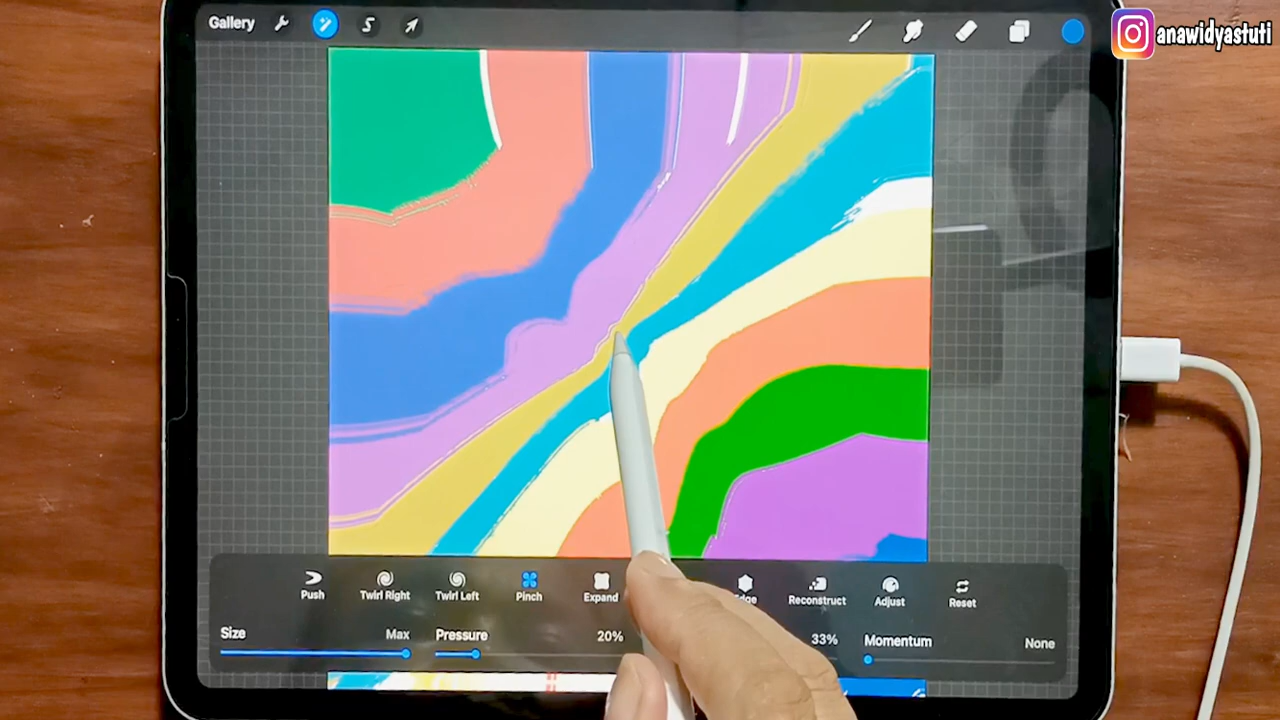 Gallery
anawidyastuti
Push
Twirl Right
Twirl Left
Pinch
Expand
Reconstruct
Adjust
Reset
Size
Max
Pressure
20%
33%
Momentum
None